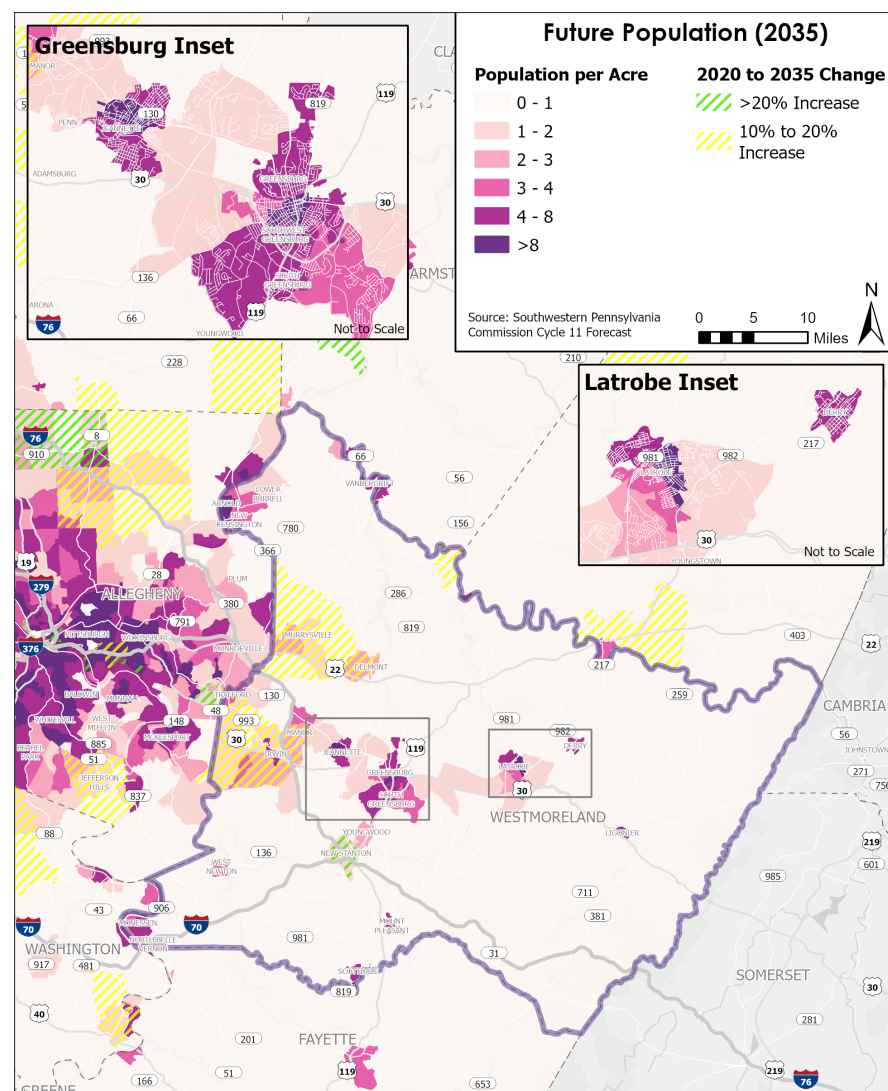 Future Population (2035)
Population per Acre
0 - 1
1 - 2
2 - 3
3 - 4
4 - 8
>8
2020 to 2035 Change
>20% Increase
10% to 20%
Increase
Source: Southwestern Pennsylvania
Commission Cycle 11 Forecast
0 5 10
Miles
N
Greensburg Inset
993
MANOR
PENN
130
JEANNETTE
ADAMSBURG
30
819
119
GREENSBURG
30
SOUTHWEST
GREENSBURG
136
SOUTH
GREENSBURG
ARONA
76
66
119
YOUNGWOOD
Not to Scale
ARMST
228
210
Latrobe Inset
DERRY
217
981
982
LATROBE
30
YOUNGSTOWN
Not to Scale
76
8
910
66
VANDERGRIFT
56
LOWER
BURRELL
ARNOLD
NEW
KENSINGTON
780
156
366
19
28
PLUM
279
ALLEGHENY
380
286
791
819
376
PITTSBURGH
WILKINSBURG
MURRYSVILLE
MONROEVILLE
22
DELMONT
403
22
217
259
BALDWIN
MUNHALL
TRAFFORD
130
WHITEHALL
WEST
MIFFLIN
148
48
993
MCKEESPORT
30
MANOR
981
982
CAMBRIA
BETHEL
PARK
885
51
IRWIN
JEANNETTE
119
DERRY
56
JOHNSTOWN
JEFFERSON
HILLS
GREENSBURG
LATROBE
271
837
SOUTH
GREENSBURG
30
756
WESTMORELAND
88
YOUNGWOOD
LIGONIER
136
NEW STANTON
219
WEST
NEWTON
601
985
711
43
906
381
70
MONESSEN
70
MOUNT
PLEASANT
WASHINGTON
NORTH BELLE
VERNON
981
31
917
481
SCOTTDALE
819
SOMERSET
30
40
281
201
FAYETTE
119
219
76
166
51
653
GREENE